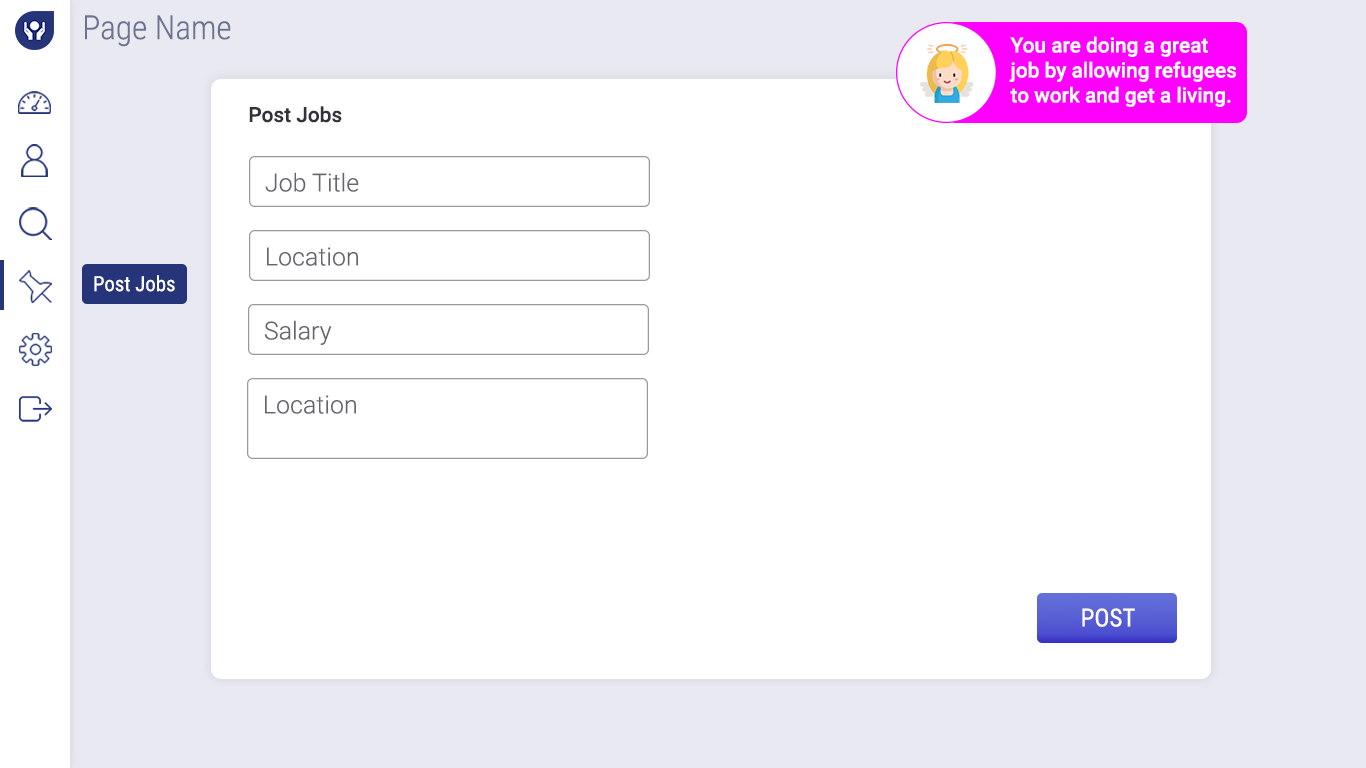 Page Name
You are doing a great
job by allowing refugees
to work and get a living.
Post Jobs
Job Title
Location
Post Jobs
Salary
Location
POST